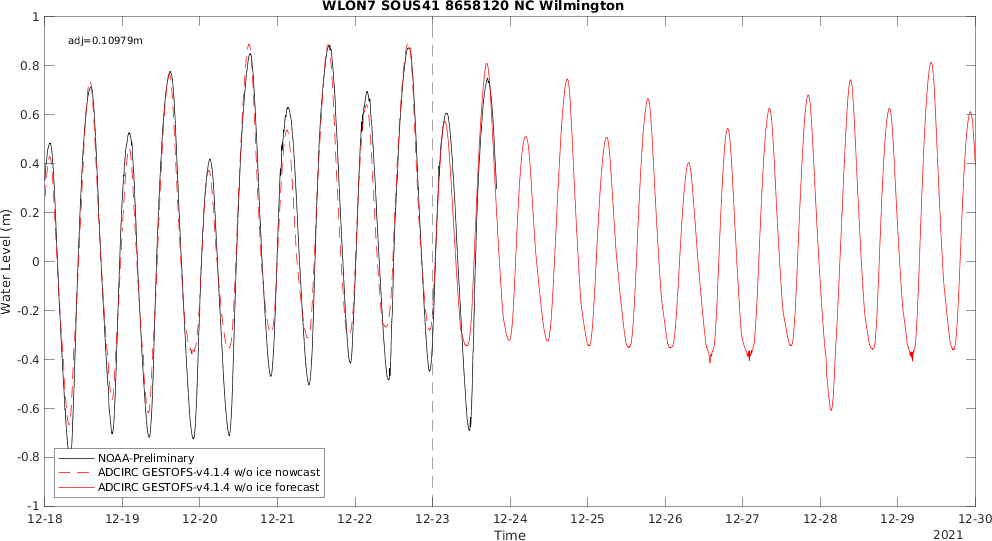 WLON7 SOUS41 8658120 NC Wilmington
adj=0.10979m
1
0.8
0.6
0.4
0.2
0
-0.2
-0.4
-0.6
-0.8
-1
Water Level (m)
NOAA-Preliminary
ADCIRC GESTOFS-v4.1.4 w/o ice nowcast
ADCIRC GESTOFS-v4.1.4 w/o ice forecast
12-18 12-19 12-20 12-21 12-22 12-23 12-24 12-25 12-26 12-27 12-28 12-29 12-30
Time
2021